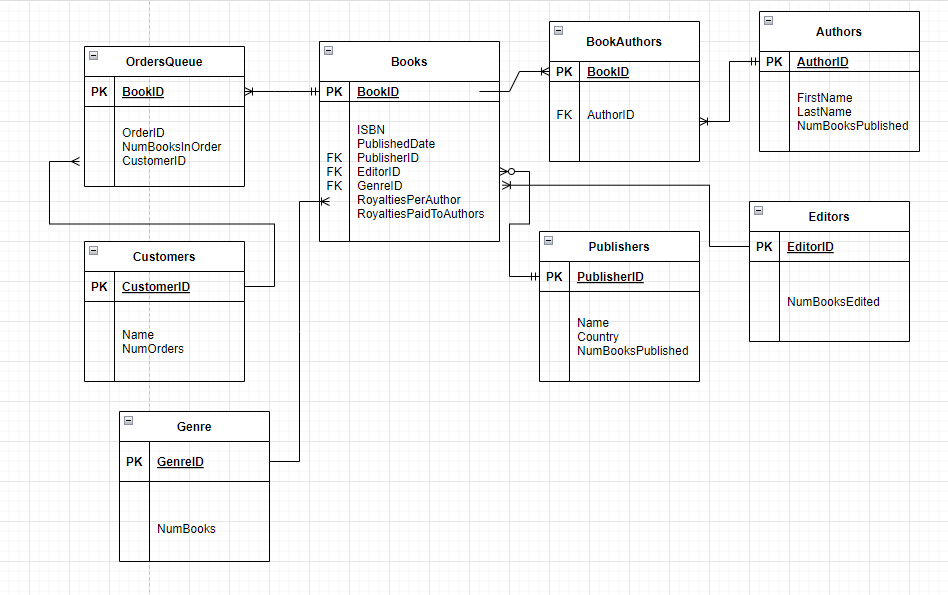 OrdersQueue
PK BookID
OrderID
NumBooksInOrder
CustomerID
Books
PK BookID
ISBN
PublishedDate
FK PublisherID
FK EditorID
FK GenreID
RoyaltiesPerAuthor
RoyaltiesPaidToAuthors
BookAuthors
PK BookID
FK AuthorID
Authors
PK AuthorID
FirstName
LastName
NumBooksPublished
Customers
PK CustomerID
Name
NumOrders
Publishers
PK PublisherID
Name
Country
NumBooksPublished
Editors
PK EditorID
NumBooksEdited
Genre
PK GenreID
NumBooks